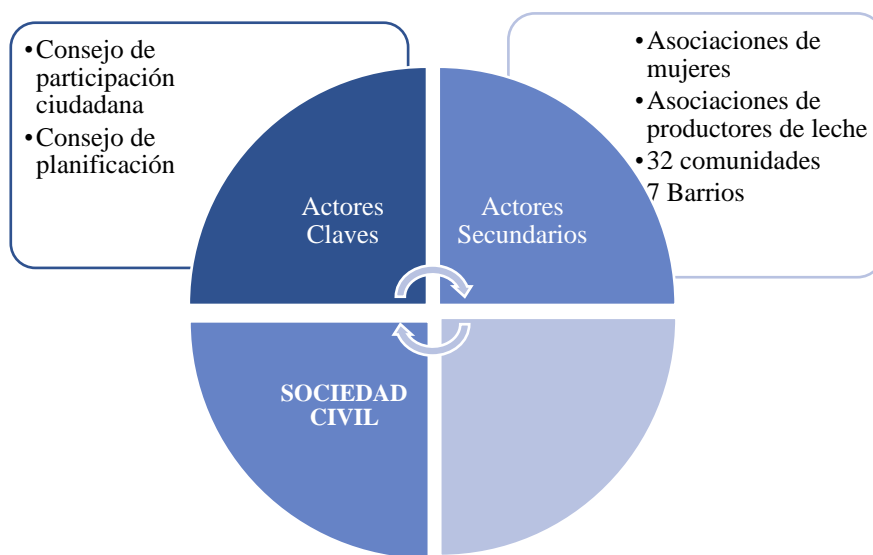 •Consejo de
participación
ciudadana
•Consejo de
planificación
•Asociaciones de
mujeres
•Asociaciones de
productores de leche
•32 comunidades
7 Barrios
Actores
Claves
Actores
Secundarios
SOCIEDAD
CIVIL